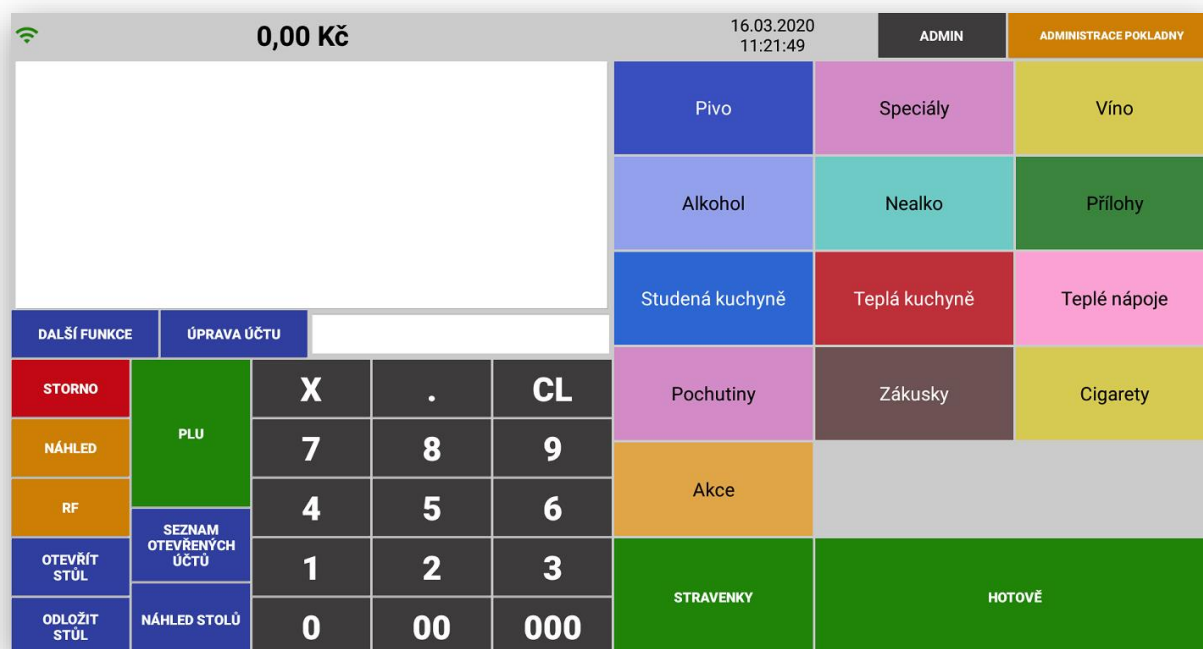 0,00 Kč
16.03.2020
11:21:49
ADMIN
ADMINISTRACE POKLADNY
Pivo
Speciály
Víno
Alkohol
Nealko
Přílohy
Studená kuchyně
Teplá kuchyně
Teplé nápoje
Pochutiny
Zákusky
Cigarety
Akce
STRAVENKY
HOTOVĚ
DALŠÍ FUNKCE
ÚPRAVA ÚČTU
STORNO
NÁHLED
RF
OTEVŘÍT
STŮL
ODLOŽIT
STŮL
PLU
SEZNAM
OTEVŘENÝCH
ÚČTŮ
NÁHLED STOLŮ
X . CL
7 8 9
4 5 6
1 2 3
0 00 000